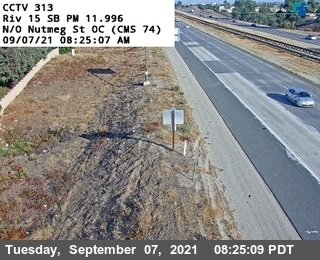 CCTV 313
Riv 15 SB PM 11.996
N/O Nutmeg St OC (CMS 74)
09/07/21 08:25:07 AM
Tuesday, September 07, 2021 08:25:09 PDT